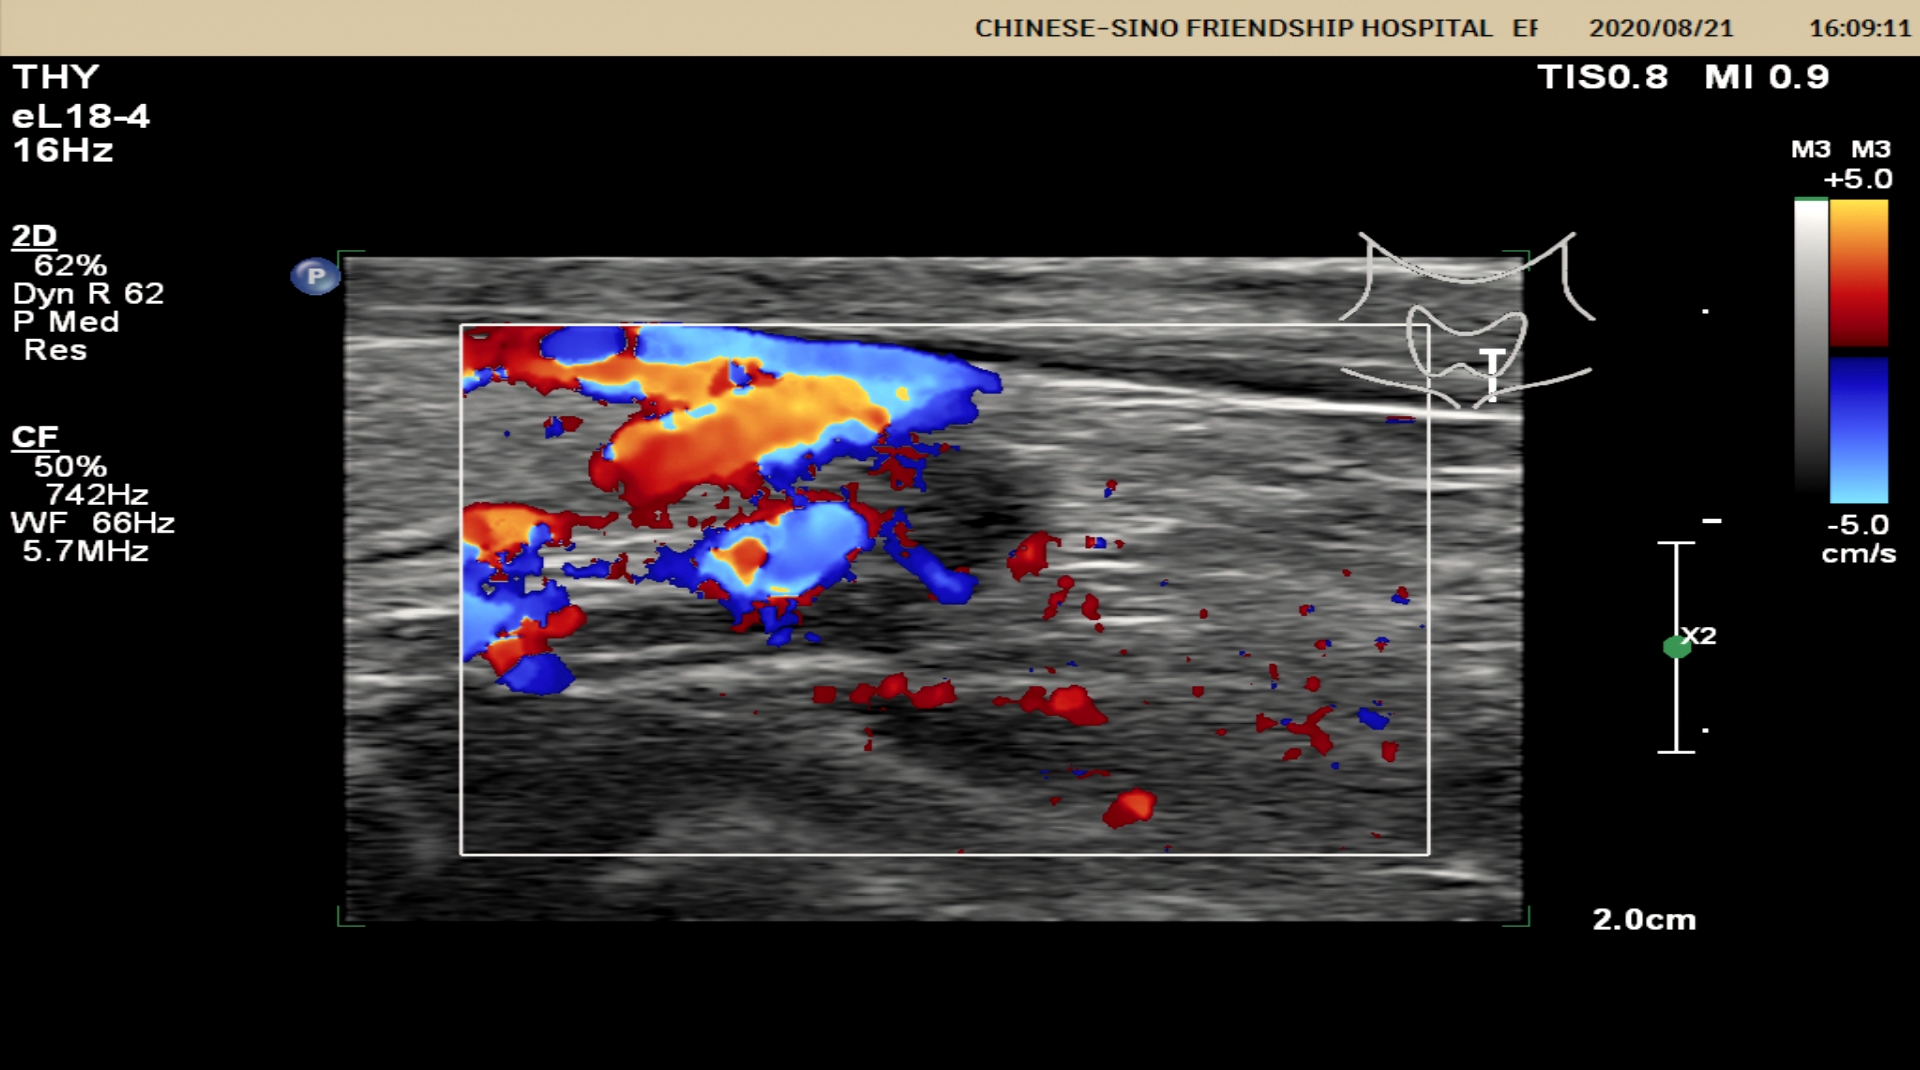 CHINESE-SINO FRIENDSHIP HOSPITAL 2020/08/21 16:09:11
THY
eL18-4
16Hz
TIS0.8 MI 0.9
M3 M3
+5.0
2D
62%
Dyn R 62
P Med
Res
P
T
CF
50%
742Hz
WF 66Hz
5.7MHz
-5.0
cm/s
X2
2.0cm